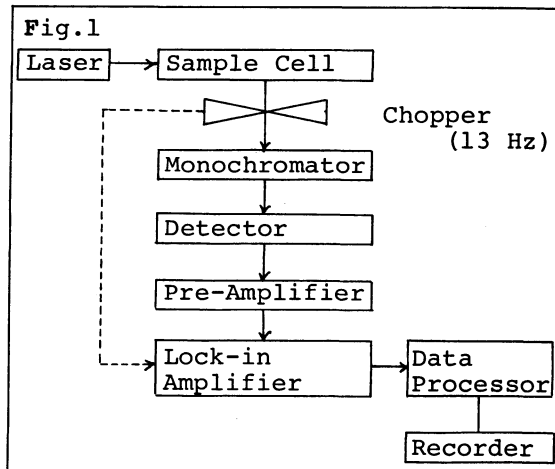 Fig.1
Laser
Sample Cell
Chopper
(13 Hz)
Monochromator
Detector
Pre-Amplifier
Lock-in
Amplifier
Data
Processor
Recorder